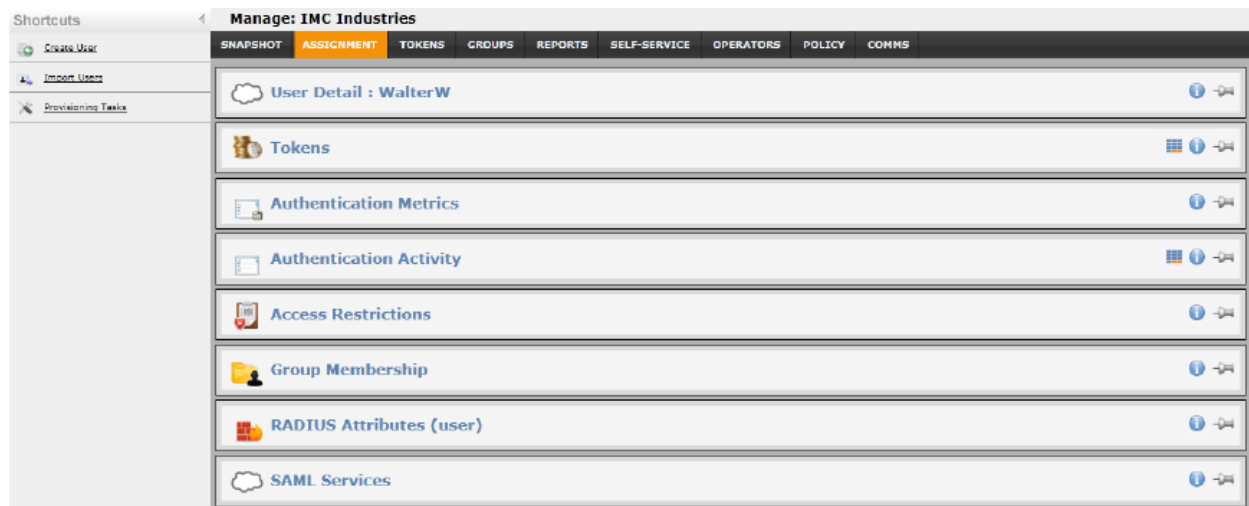 Shortcuts
Create User
Import Users
Provisioning Tasks
Manage: IMC Industries
SNAPSHOT ASSIGNMENT TOKENS GROUPS REPORTS SELF-SERVICE OPERATORS POLICY COMMS
User Detail : WalterW
Tokens
Authentication Metrics
Authentication Activity
Access Restrictions
Group Membership
RADIUS Attributes (user)
SAML Services